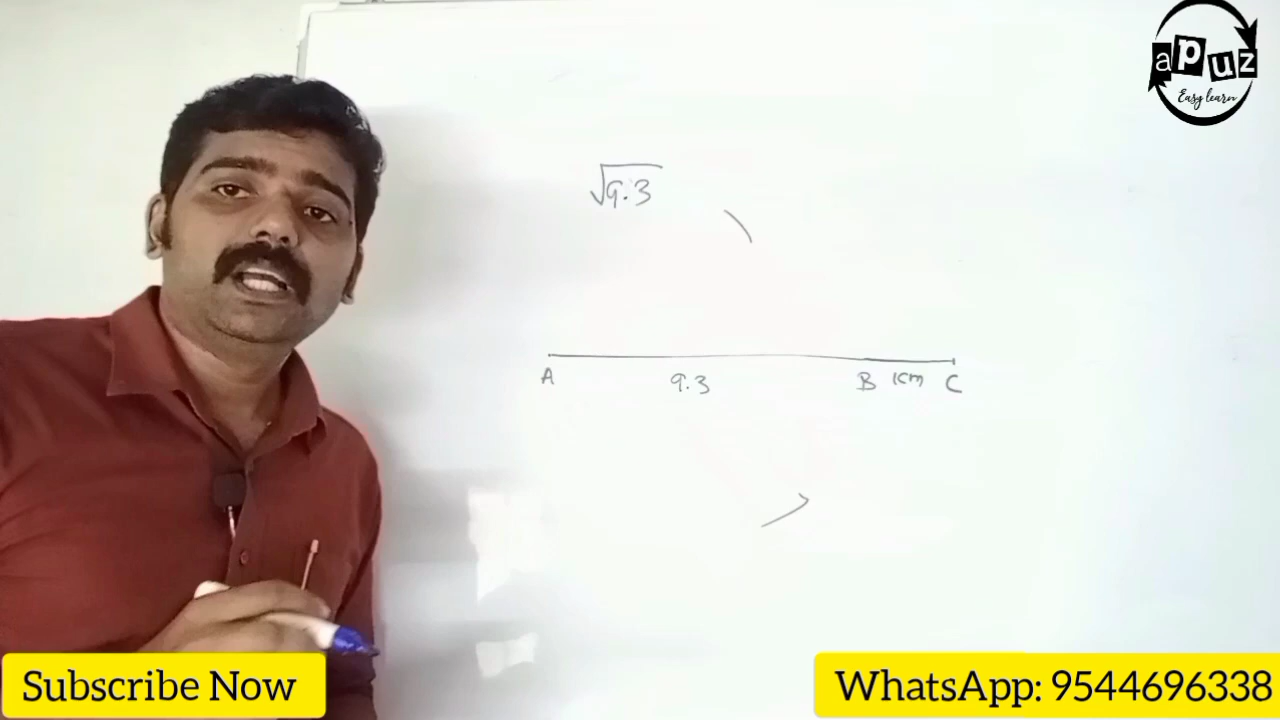 apuz
Easy learn
√9.3
A 9.3 B 1cm C
Subscribe Now
WhatsApp: 9544696338